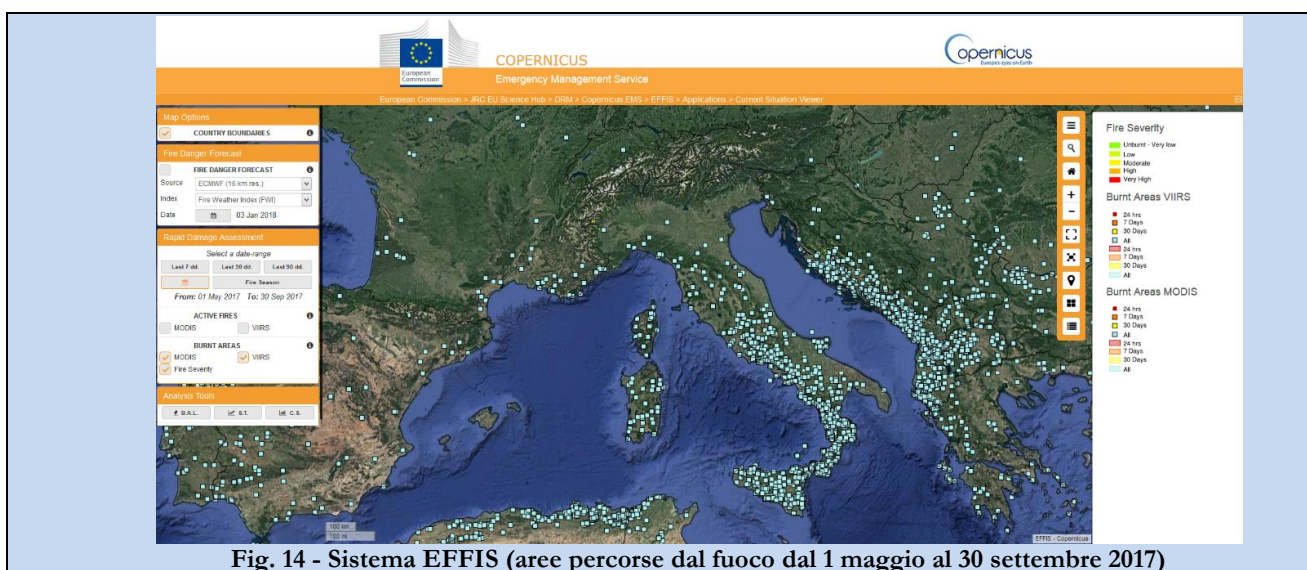 European
Commission
COPERNICUS
Emergency Management Service
opernicus
Europe's eyes on Earth
European Commission > JRC EU Science Hub > DRM > Copernicus EMS > EFFIS > Applications > Current Situation Viewer
Map Options
COUNTRY BOUNDARIES
Fire Danger Forecast
FIRE DANGER FORECAST
Source ECMWF (16 km res.)
Index Fire Weather Index (FWI)
Date 03 Jan 2018
Rapid Damage Assessment
Select a date-range
Last 7 dd. Last 30 dd. Last 90 dd.
Fire Season
From: 01 May 2017 To: 30 Sep 2017
ACTIVE FIRES
MODIS VIIRS
BURNT AREAS
MODIS VIIRS
Fire Severity
Analysis Tools
B.A.L. S.T. C.S.
100 km
100 mi
Fire Severity
Unburnt - Very low
Low
Moderate
High
Very High
Burnt Areas VIIRS
24 hrs
7 Days
30 Days
All
24 hrs
7 Days
30 Days
All
Burnt Areas MODIS
24 hrs
7 Days
30 Days
All
24 hrs
7 Days
30 Days
All
EFFIS - Copernicus
Fig. 14 - Sistema EFFIS (aree percorse dal fuoco dal 1 maggio al 30 settembre 2017)